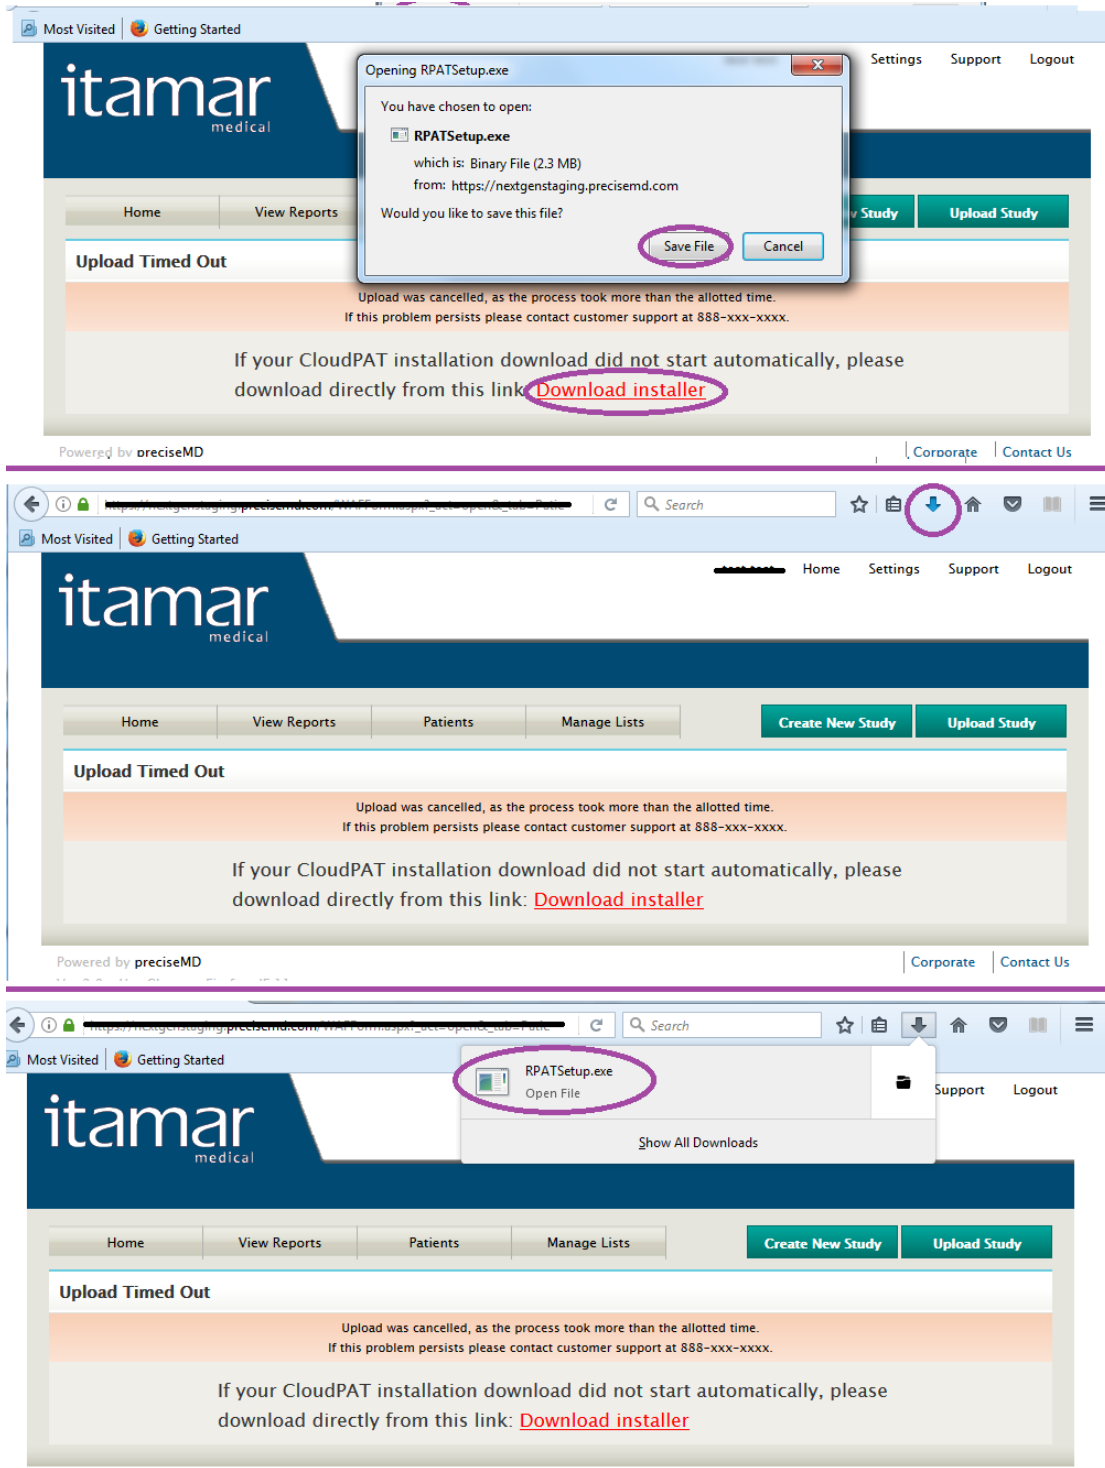 Most Visited Getting Started
itamar
medical
Settings Support Logout
Opening RPATSetup.exe
You have chosen to open:
RPATSetup.exe
which is: Binary File (2.3 MB)
from: https://nextgenstaging.precisemd.com
Would you like to save this file?
Save File Cancel
Home View Reports Study Upload Study
Upload Timed Out
Upload was cancelled, as the process took more than the allotted time.
If this problem persists please contact customer support at 888-xxx-xxxx.
If your CloudPAT installation download did not start automatically, please
download directly from this link: Download installer
Powered by preciseMD
Corporate Contact Us
Search
Most Visited Getting Started
itamar
medical
Home Settings Support Logout
Home View Reports Patients Manage Lists Create New Study Upload Study
Upload Timed Out
Upload was cancelled, as the process took more than the allotted time.
If this problem persists please contact customer support at 888-xxx-xxxx.
If your CloudPAT installation download did not start automatically, please
download directly from this link: Download installer
Powered by preciseMD
Corporate Contact Us
Search
Most Visited Getting Started
RPATSetup.exe
Open File
Show All Downloads
Support Logout
itamar
medical
Home View Reports Patients Manage Lists Create New Study Upload Study
Upload Timed Out
Upload was cancelled, as the process took more than the allotted time.
If this problem persists please contact customer support at 888-xxx-xxxx.
If your CloudPAT installation download did not start automatically, please
download directly from this link: Download installer